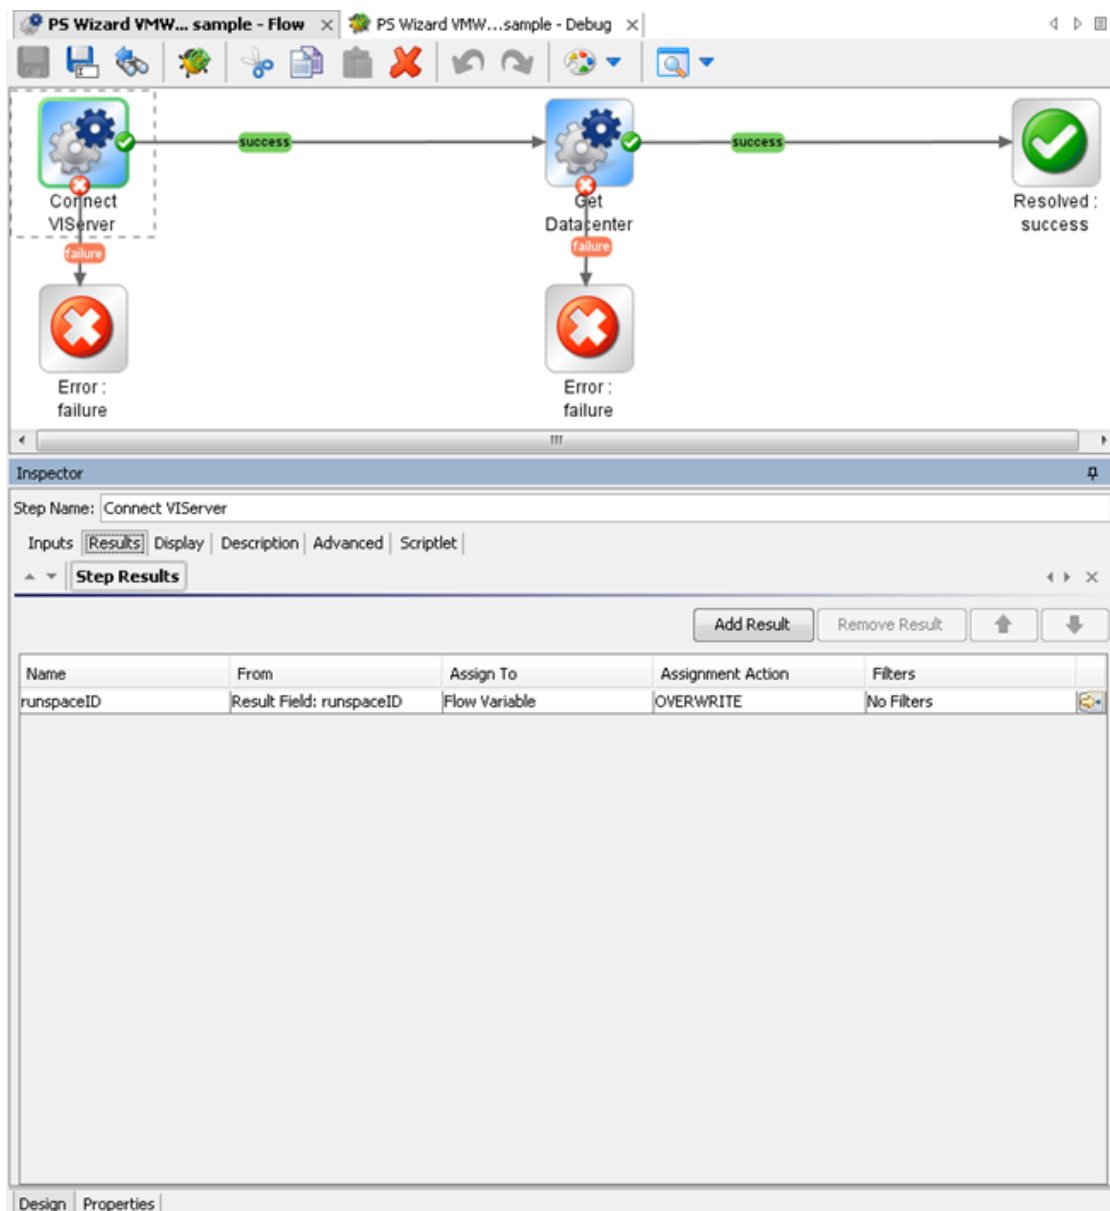 PS Wizard VMW... sample - Flow PS Wizard VMW...sample - Debug
success success
Connect VIServer
Get Datacenter
Resolved : success
failure failure
Error : failure
Error : failure
Inspector
Step Name: Connect VIServer
Inputs Results Display Description Advanced Scriptlet
Step Results
Add Result Remove Result
Name From Assign To Assignment Action Filters
runspaceID Result Field: runspaceID Flow Variable OVERWRITE No Filters
Design Properties